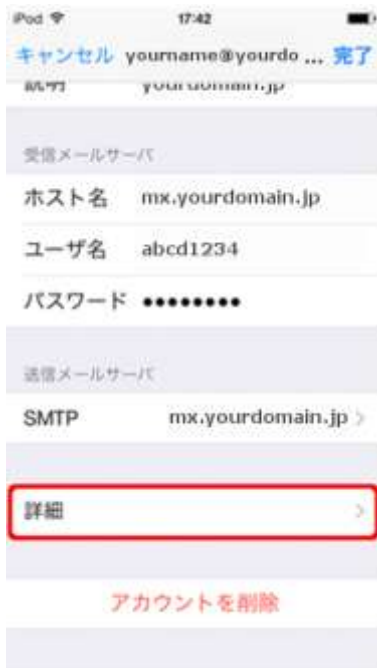 iPod 17:42
キャンセル yourname@yourdo ... 完了
説明 yourdomain.jp
受信メールサーバ
ホスト名 mx.yourdomain.jp
ユーザ名 abcd1234
パスワード ●●●●●●●●
送信メールサーバ
SMTP mx.yourdomain.jp >
詳細 >
アカウントを削除